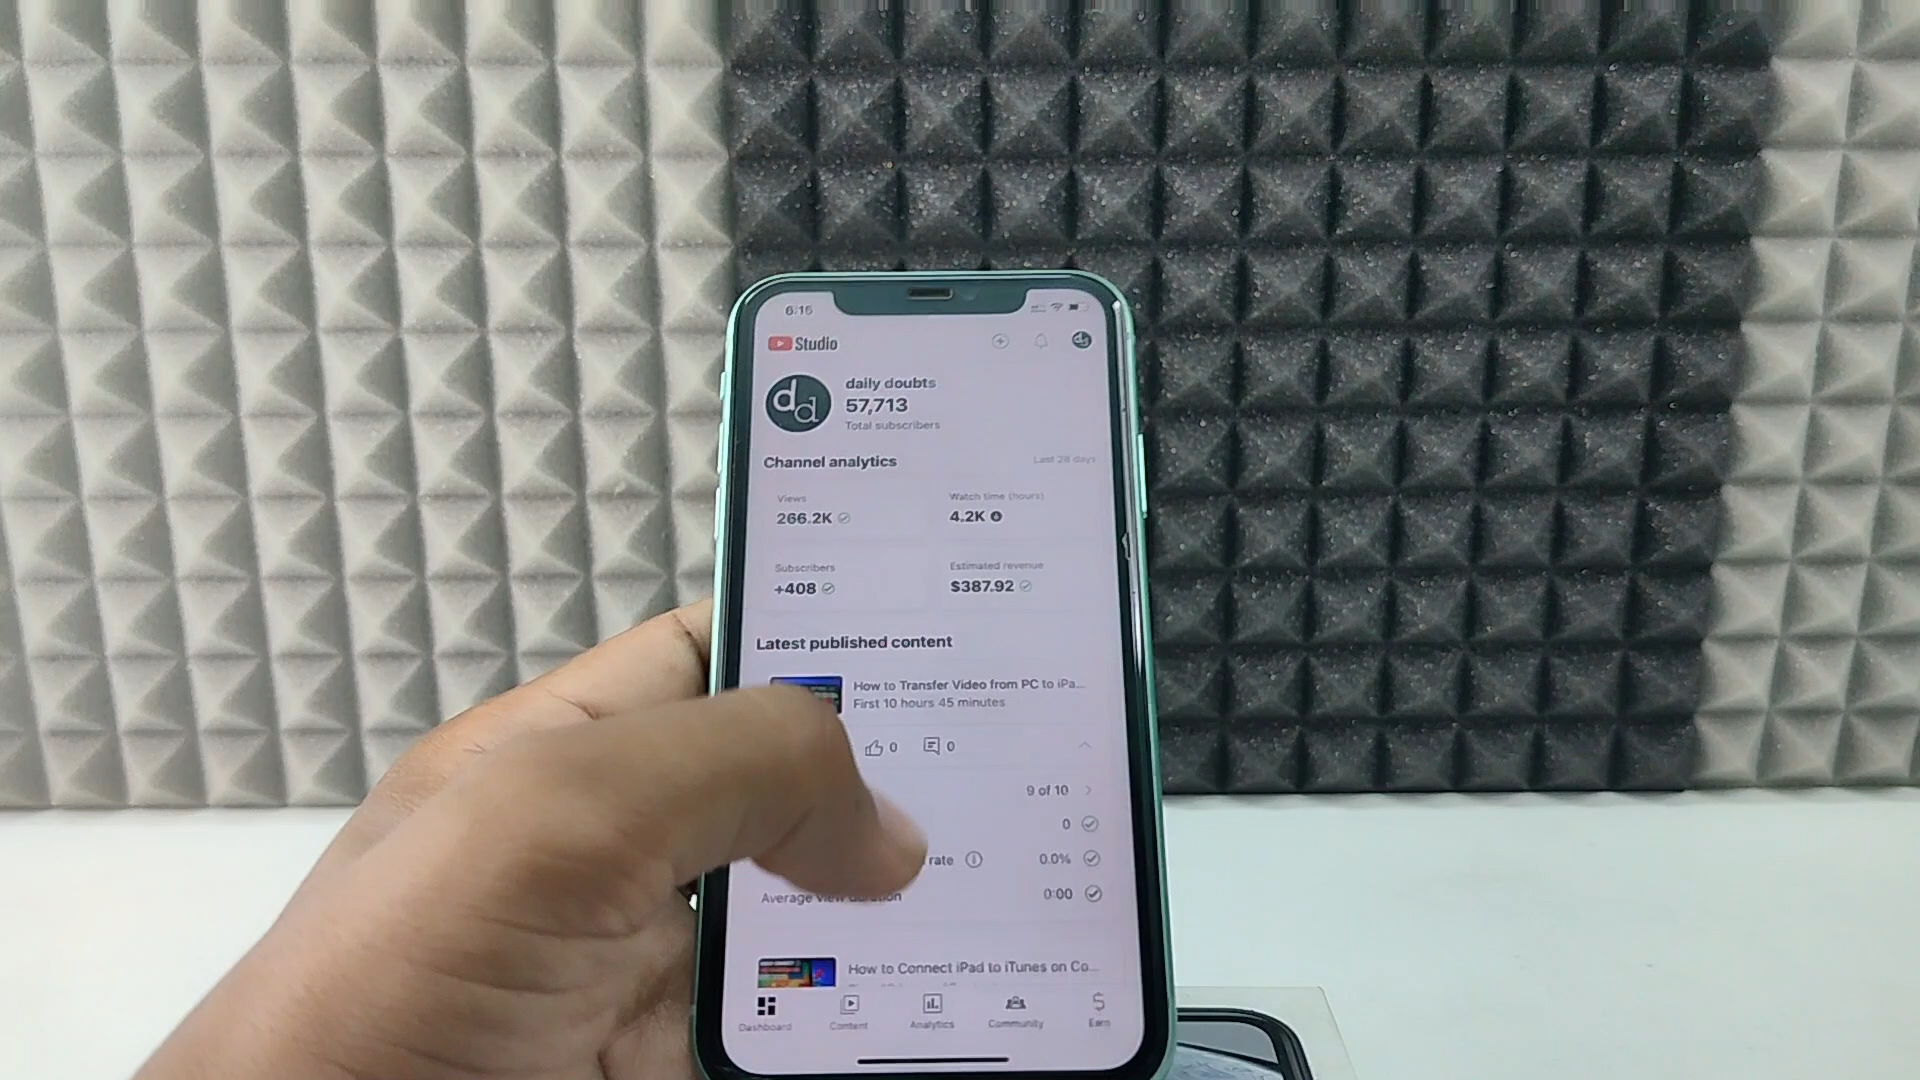 6:15
Studio
dd
daily doubts
57,713
Total subscribers
Channel analytics
Last 28 days
Views
266.2K
Watch time (hours)
4.2K
Subscribers
+408
Estimated revenue
$387.92
Latest published content
How to Transfer Video from PC to iPa...
First 10 hours 45 minutes
0
0
9 of 10
0
rate
0.0%
Average view duration
0:00
How to Connect iPad to iTunes on Co...
Dashboard
Content
Analytics
Community
Earn